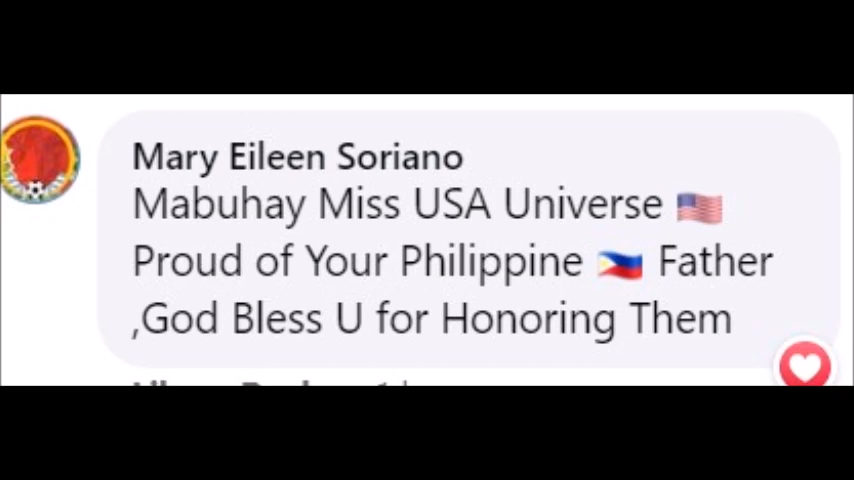 Mary Eileen Soriano
Mabuhay Miss USA Universe 🇺🇸
Proud of Your Philippine 🇵🇭 Father
,God Bless U for Honoring Them